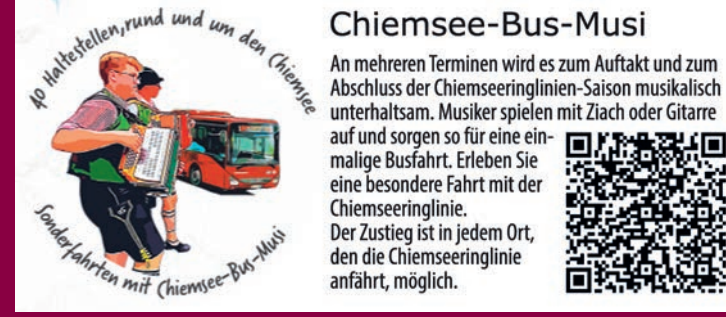 40 Haltestellen, rund und um den Chiemsee
Sonderfahrten mit Chiemsee-Bus-Musi
Chiemsee-Bus-Musi
An mehreren Terminen wird es zum Auftakt und zum
Abschluss der Chiemseeringlinien-Saison musikalisch
unterhaltsam. Musiker spielen mit Ziach oder Gitarre
auf und sorgen so für eine ein-
malige Busfahrt. Erleben Sie
eine besondere Fahrt mit der
Chiemseeringlinie.
Der Zustieg ist in jedem Ort,
den die Chiemseeringlinie
anfährt, möglich.